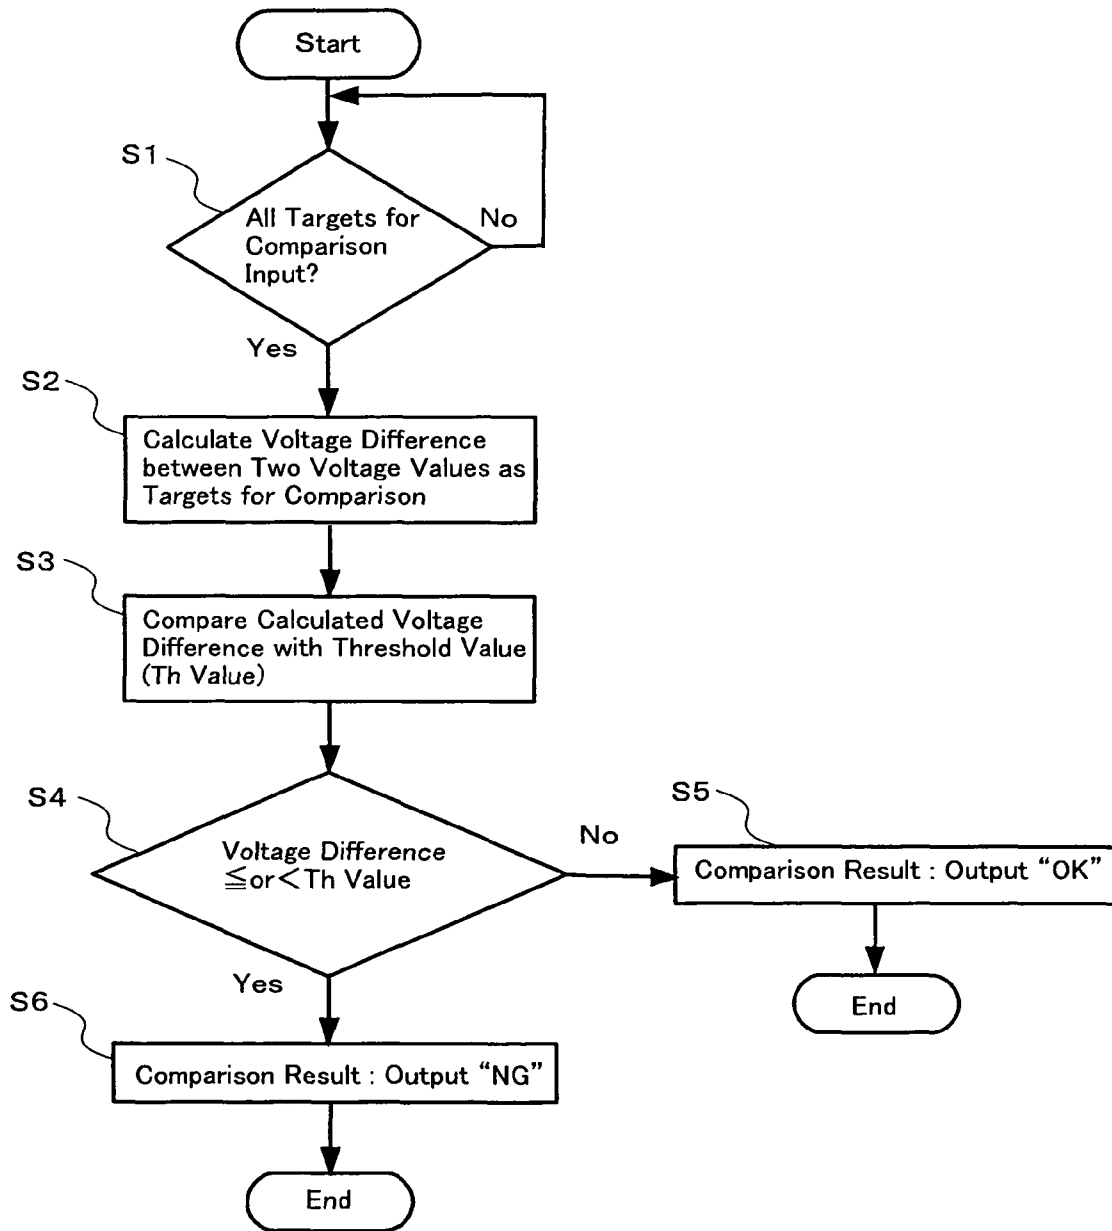 Start
S1
All Targets for
Comparison
Input?
No
Yes
S2
Calculate Voltage Difference
between Two Voltage Values as
Targets for Comparison
S3
Compare Calculated Voltage
Difference with Threshold Value
(Th Value)
S4
Voltage Difference
≦or<Th Value
No
S5
Comparison Result : Output “OK”
End
Yes
S6
Comparison Result : Output “NG”
End